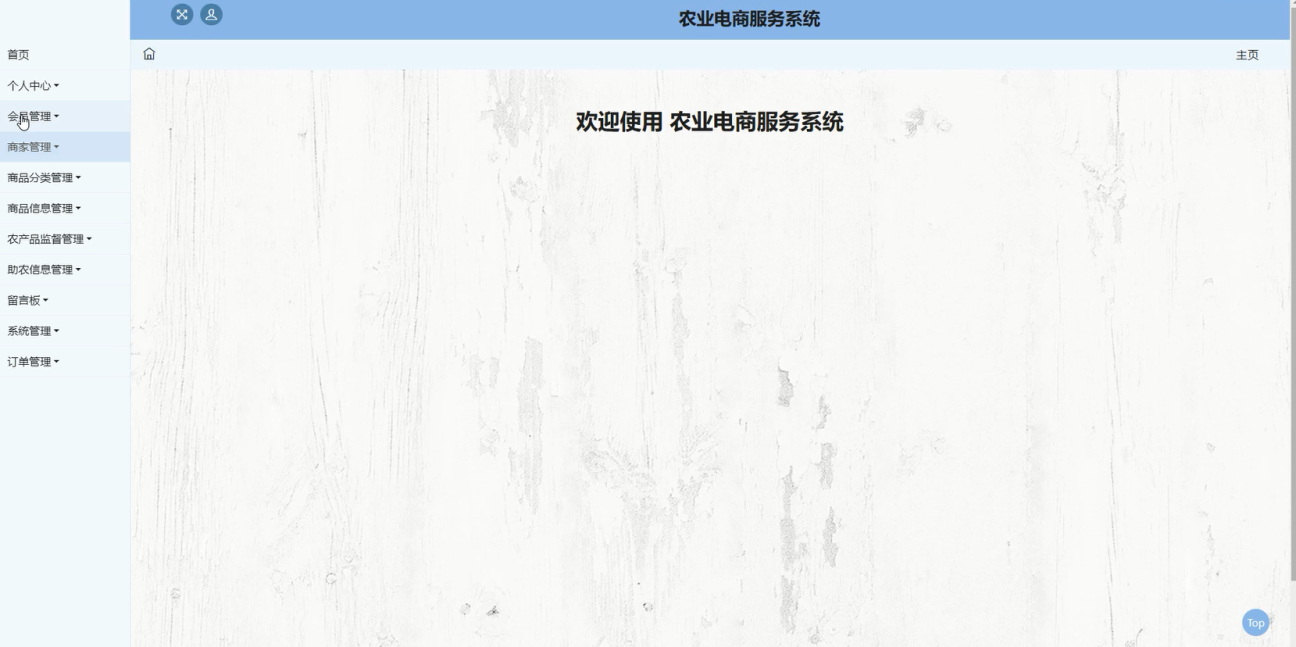 农业电商服务系统
首页
主页
个人中心
会员管理
商家管理
商品分类管理
商品信息管理
农产品监督管理
助农信息管理
留言板
系统管理
订单管理
欢迎使用 农业电商服务系统
Top